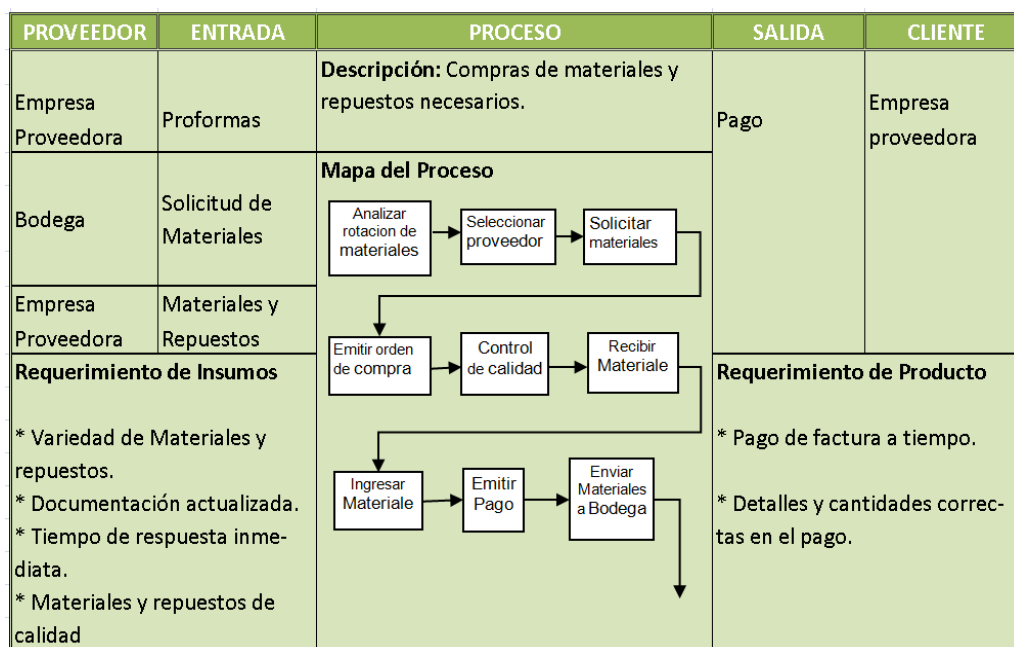 PROVEEDOR ENTRADA PROCESO SALIDA CLIENTE
Empresa
Proveedora
Proformas
Descripción: Compras de materiales y
repuestos necesarios.
Pago
Empresa
proveedora
Bodega
Solicitud de
Materiales
Mapa del Proceso
Analizar
rotacion de
materiales
Seleccionar
proveedor
Solicitar
materiales
Empresa
Proveedora
Materiales y
Repuestos
Emitir orden
de compra
Control
de calidad
Recibir
Materiale
Ingresar
Materiale
Emitir
Pago
Enviar
Materiales
a Bodega
Requerimiento de Insumos
* Variedad de Materiales y
repuestos.
* Documentación actualizada.
* Tiempo de respuesta inme-
diata.
* Materiales y repuestos de
calidad
Requerimiento de Producto
* Pago de factura a tiempo.
* Detalles y cantidades correc-
tas en el pago.